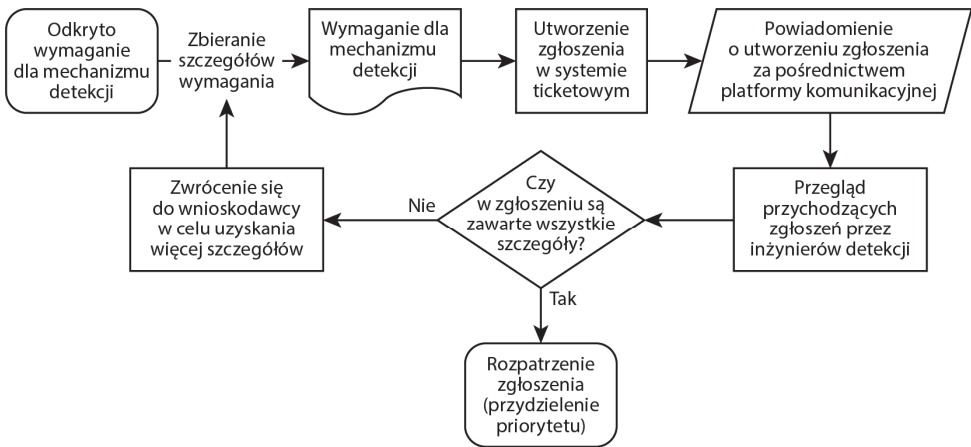 Odkryto
wymaganie
dla mechanizmu
detekcji
Zbieranie
szczegółów
wymagania
Wymaganie dla
mechanizmu
detekcji
Utworzenie
zgłoszenia
w systemie
ticketowym
Powiadomienie
o utworzeniu zgłoszenia
za pośrednictwem
platformy komunikacyjnej
Przegląd
przychodzących
zgłoszeń przez
inżynierów detekcji
Czy
w zgłoszeniu są
zawarte wszystkie
szczegóły?
Nie
Zwrócenie się
do wnioskodawcy
w celu uzyskania
więcej szczegółów
Tak
Rozpatrzenie
zgłoszenia
(przydzielenie
priorytetu)